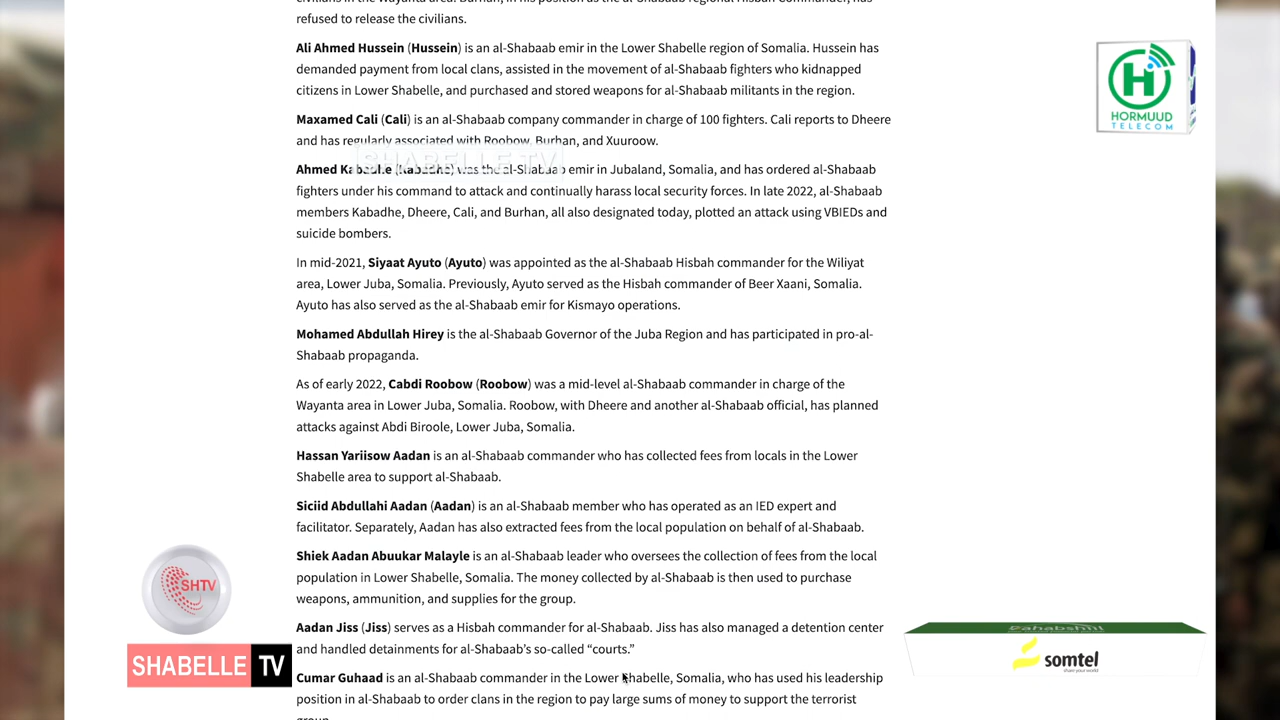 civilians in the Wayanta area. Burhan, in his position as the al-Shabaab regional Hisbah Commander, has
refused to release the civilians.
Ali Ahmed Hussein (Hussein) is an al-Shabaab emir in the Lower Shabelle region of Somalia. Hussein has
demanded payment from local clans, assisted in the movement of al-Shabaab fighters who kidnapped
citizens in Lower Shabelle, and purchased and stored weapons for al-Shabaab militants in the region.
Maxamed Cali (Cali) is an al-Shabaab company commander in charge of 100 fighters. Cali reports to Dheere
and has regularly associated with Roobow, Burhan, and Xuuroow.
SHABELLE TV
Ahmed Kabadhe (Kabadhe) was the al-Shabaab emir in Jubaland, Somalia, and has ordered al-Shabaab
fighters under his command to attack and continually harass local security forces. In late 2022, al-Shabaab
members Kabadhe, Dheere, Cali, and Burhan, all also designated today, plotted an attack using VBIEDs and
suicide bombers.
In mid-2021, Siyaat Ayuto (Ayuto) was appointed as the al-Shabaab Hisbah commander for the Wiliyat
area, Lower Juba, Somalia. Previously, Ayuto served as the Hisbah commander of Beer Xaani, Somalia.
Ayuto has also served as the al-Shabaab emir for Kismayo operations.
Mohamed Abdullah Hirey is the al-Shabaab Governor of the Juba Region and has participated in pro-al-
Shabaab propaganda.
As of early 2022, Cabdi Roobow (Roobow) was a mid-level al-Shabaab commander in charge of the
Wayanta area in Lower Juba, Somalia. Roobow, with Dheere and another al-Shabaab official, has planned
attacks against Abdi Biroole, Lower Juba, Somalia.
Hassan Yariisow Aadan is an al-Shabaab commander who has collected fees from locals in the Lower
Shabelle area to support al-Shabaab.
Siciid Abdullahi Aadan (Aadan) is an al-Shabaab member who has operated as an IED expert and
facilitator. Separately, Aadan has also extracted fees from the local population on behalf of al-Shabaab.
Shiek Aadan Abuukar Malayle is an al-Shabaab leader who oversees the collection of fees from the local
population in Lower Shabelle, Somalia. The money collected by al-Shabaab is then used to purchase
weapons, ammunition, and supplies for the group.
Aadan Jiss (Jiss) serves as a Hisbah commander for al-Shabaab. Jiss has also managed a detention center
and handled detainments for al-Shabaab’s so-called “courts.”
Cumar Guhaad is an al-Shabaab commander in the Lower Shabelle, Somalia, who has used his leadership
position in al-Shabaab to order clans in the region to pay large sums of money to support the terrorist
group.
HORMUUD
TELECOM
SHTV
SHABELLE TV
Dahabshiil
somtel
share your world